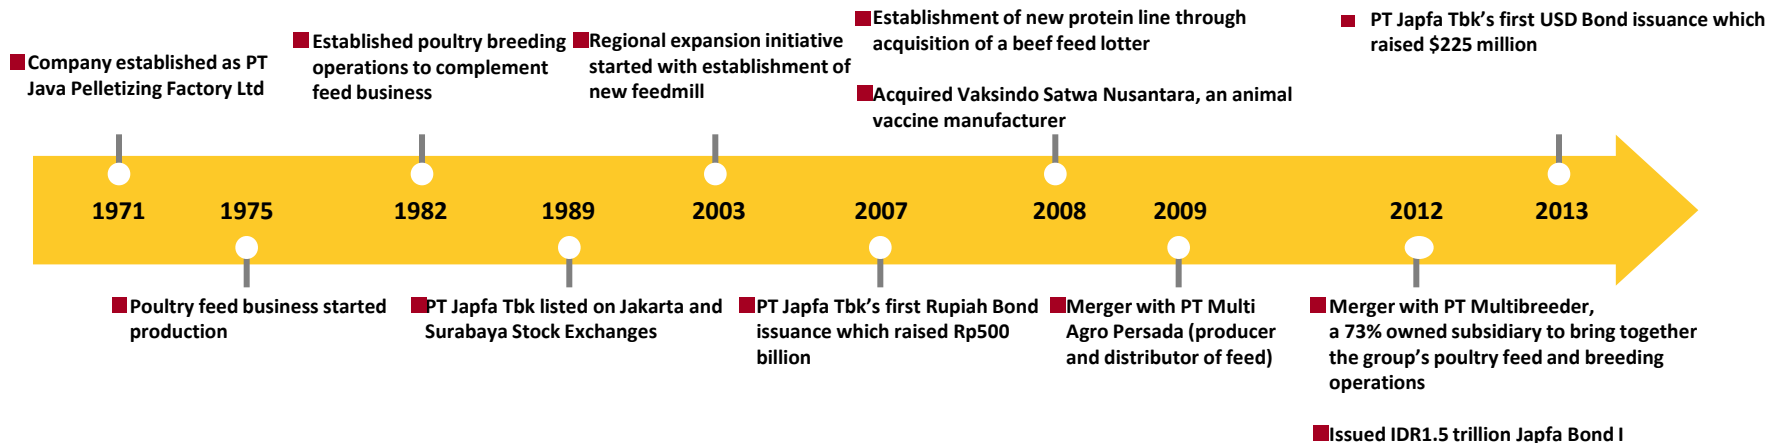 Company established as PT
Java Pelletizing Factory Ltd
Established poultry breeding
operations to complement
feed business
Regional expansion initiative
started with establishment of
new feedmill
Establishment of new protein line through
acquisition of a beef feed lotter
Acquired Vaksindo Satwa Nusantara, an animal
vaccine manufacturer
PT Japfa Tbk's first USD Bond issuance which
raised $225 million
1971
1975
1982
1989
2003
2007
2008
2009
2012
2013
Poultry feed business started
production
PT Japfa Tbk listed on Jakarta and
Surabaya Stock Exchanges
PT Japfa Tbk's first Rupiah Bond
issuance which raised Rp500
billion
Merger with PT Multi
Agro Persada (producer
and distributor of feed)
Merger with PT Multibreeder,
a 73% owned subsidiary to bring together
the group's poultry feed and breeding
operations
Issued IDR1.5 trillion Japfa Bond I